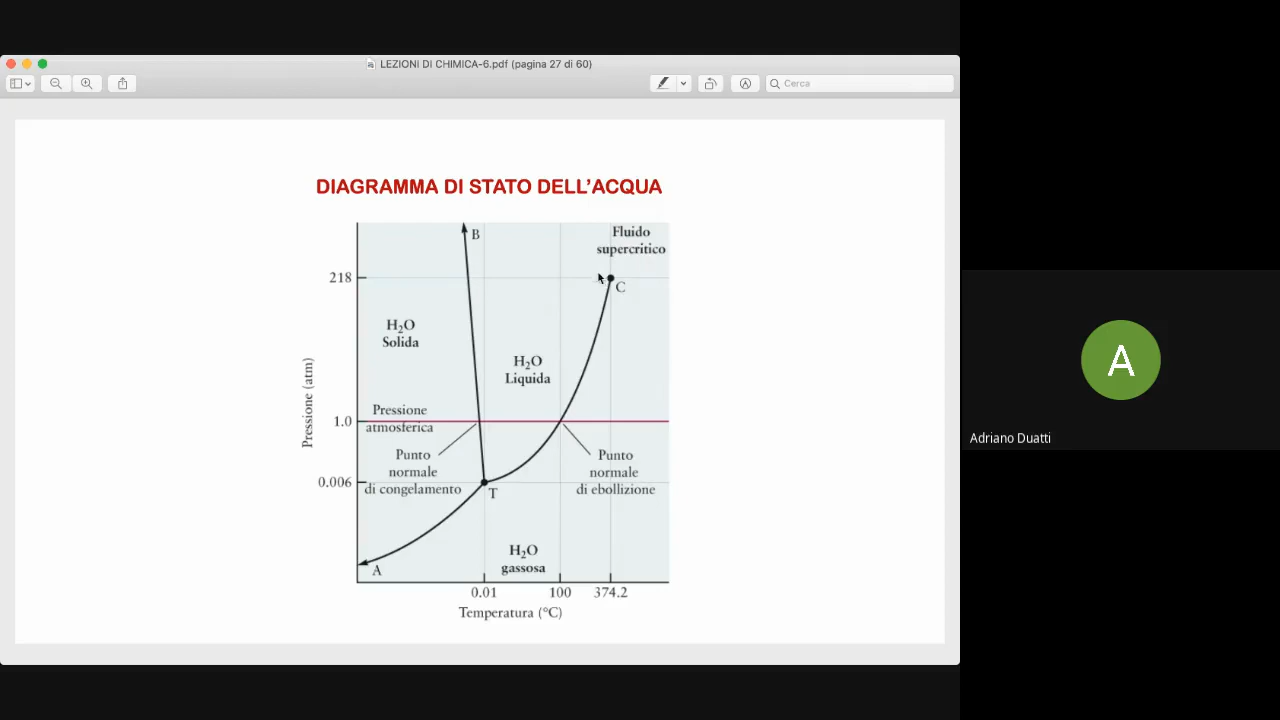 LEZIONI DI CHIMICA-6.pdf (pagina 27 di 60)
Cerca
DIAGRAMMA DI STATO DELL’ACQUA
B
Fluido
supercritico
218
C
H₂O
Solida
H₂O
Liquida
Pressione (atm)
Pressione
atmosferica
1.0
Punto
normale
di congelamento
Punto
normale
di ebollizione
0.006
T
H₂O
gassosa
A
0.01
100
374.2
Temperatura (°C)
A
Adriano Duatti